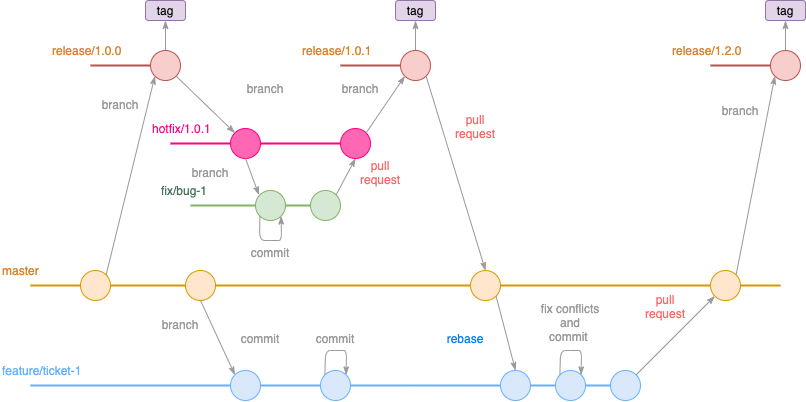 tag
tag
tag
release/1.0.0
release/1.0.1
release/1.2.0
branch
branch
branch
branch
hotfix/1.0.1
pull
request
branch
pull
request
fix/bug-1
commit
master
branch
commit
commit
rebase
fix conflicts
and
commit
pull
request
feature/ticket-1